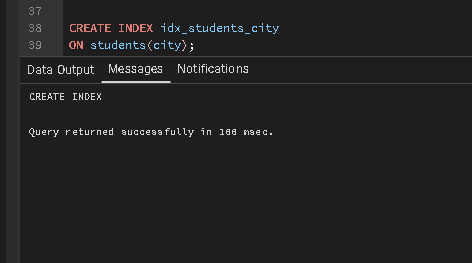 37
38 CREATE INDEX idx_students_city
39 ON students(city);
Data Output Messages Notifications
CREATE INDEX
Query returned successfully in 166 msec.